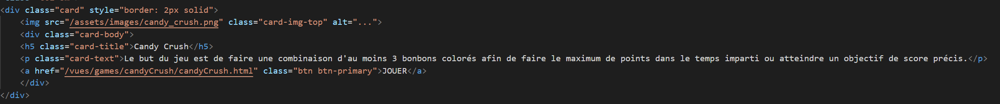 <div class="card" style="border: 2px solid">
<img src="/assets/images/candy_crush.png" class="card-img-top" alt="...">
<div class="card-body">
<h5 class="card-title">Candy Crush</h5>
<p class="card-text">Le but du jeu est de faire une combinaison d'au moins 3 bonbons colorés afin de faire le maximum de points dans le temps imparti ou atteindre un objectif de score précis.</p>
<a href="/vues/games/candyCrush/candyCrush.html" class="btn btn-primary">JOUER</a>
</div>
</div>